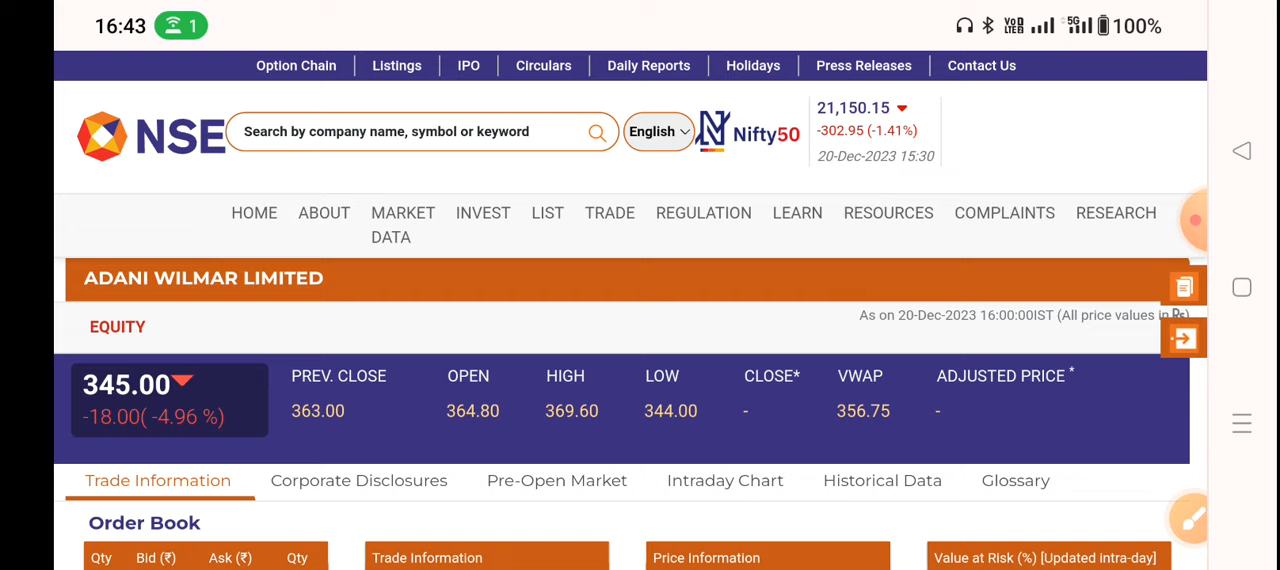 16:43 1 Vo LTE2 5G 100%
Option Chain Listings IPO Circulars Daily Reports Holidays Press Releases Contact Us
NSE Search by company name, symbol or keyword English Nifty50
21,150.15
-302.95 (-1.41%)
20-Dec-2023 15:30
HOME ABOUT MARKET DATA INVEST LIST TRADE REGULATION LEARN RESOURCES COMPLAINTS RESEARCH
ADANI WILMAR LIMITED
As on 20-Dec-2023 16:00:00IST (All price values in ₨)
EQUITY
345.00
-18.00( -4.96 %)
PREV. CLOSE OPEN HIGH LOW CLOSE* VWAP ADJUSTED PRICE *
363.00 364.80 369.60 344.00 - 356.75 -
Trade Information Corporate Disclosures Pre-Open Market Intraday Chart Historical Data Glossary
Order Book
Qty Bid (₹) Ask (₹) Qty Trade Information Price Information Value at Risk (%) [Updated intra-day]